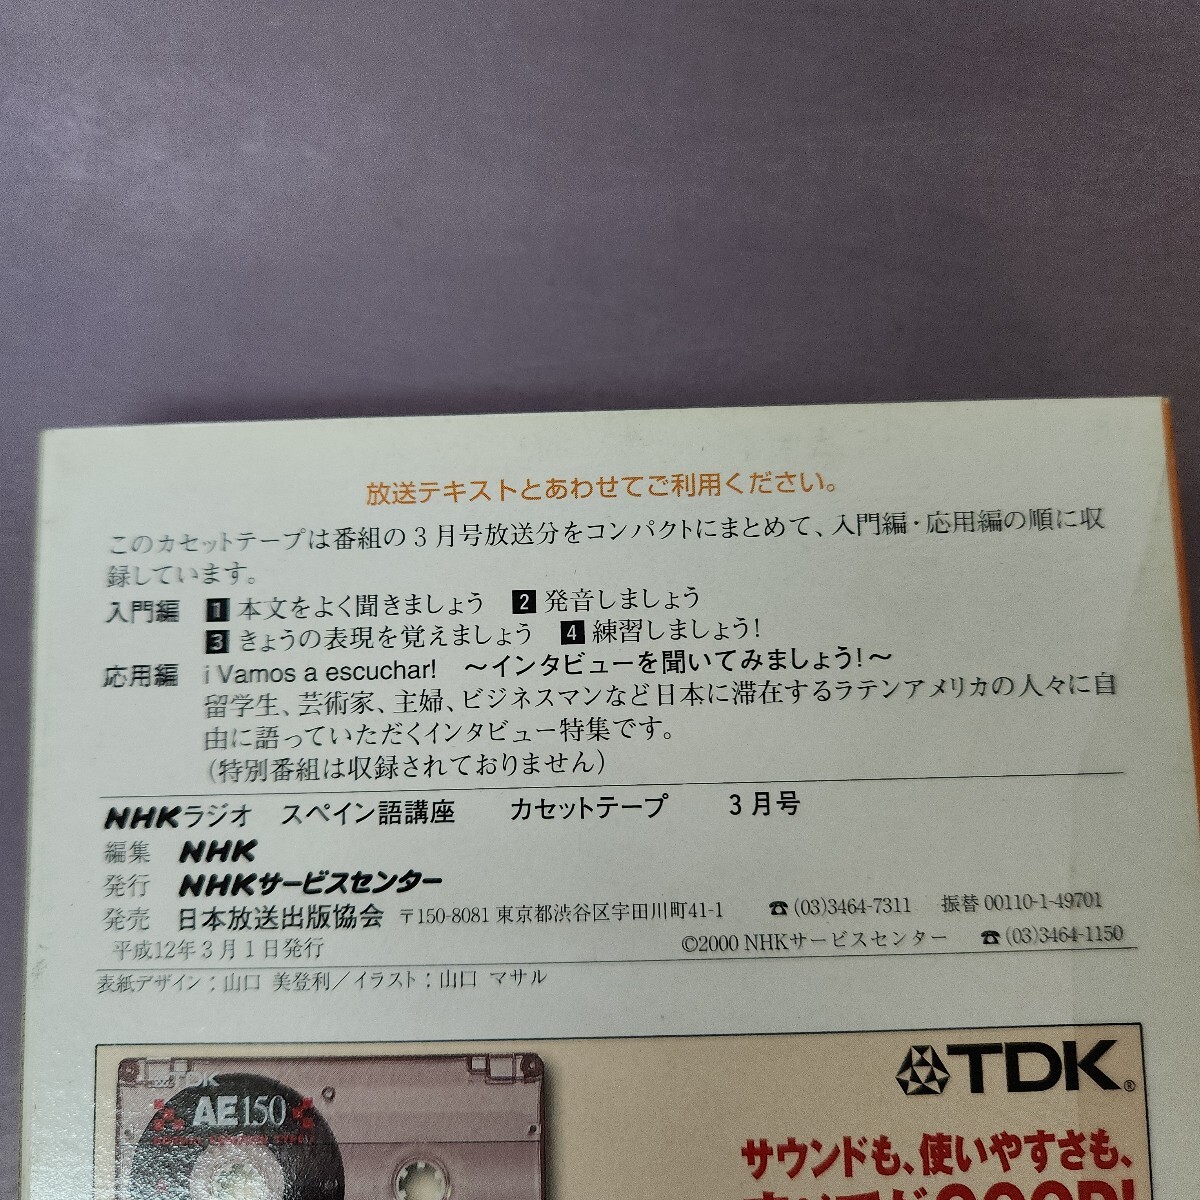 放送テキストとあわせてご利用ください。
このカセットテープは番組の3月号放送分をコンパクトにまとめて、入門編・応用編の順に収
録しています。
入門編 1 本文をよく聞きましょう 2 発音しましょう
3 きょうの表現を覚えましょう 4 練習しましょう!
応用編 ¡Vamos a escuchar! 〜インタビューを聞いてみましょう!〜
留学生、芸術家、主婦、ビジネスマンなど日本に滞在するラテンアメリカの人々に自
由に語っていただくインタビュー特集です。
(特別番組は収録されておりません)
NHKラジオ スペイン語講座 カセットテープ 3月号
編集 NHK
発行 NHKサービスセンター
発売 日本放送出版協会 〒150-8081 東京都渋谷区宇田川町41-1 ☎(03)3464-7311 振替00110-1-49701
平成12年3月1日発行 ©2000 NHKサービスセンター ☎(03)3464-1150
表紙デザイン;山口 美登利/イラスト;山口 マサル
TDK
AE150
TDK®
サウンドも、使いやすさも、
GOOD!